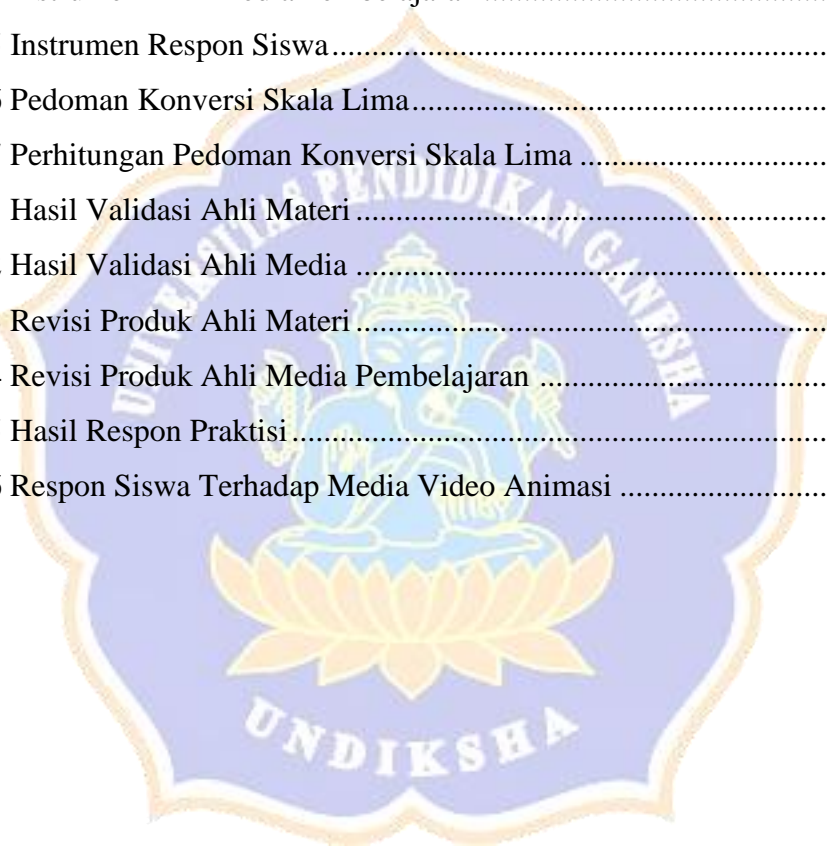 Instrumen Respon Siswa
Pedoman Konversi Skala Lima
Perhitungan Pedoman Konversi Skala Lima
Hasil Validasi Ahli Materi
Hasil Validasi Ahli Media
Revisi Produk Ahli Materi
Revisi Produk Ahli Media Pembelajaran
Hasil Respon Praktisi
Respon Siswa Terhadap Media Video Animasi
UNIVERSITAS PENDIDIKAN GANESHA
UNDIKSHA